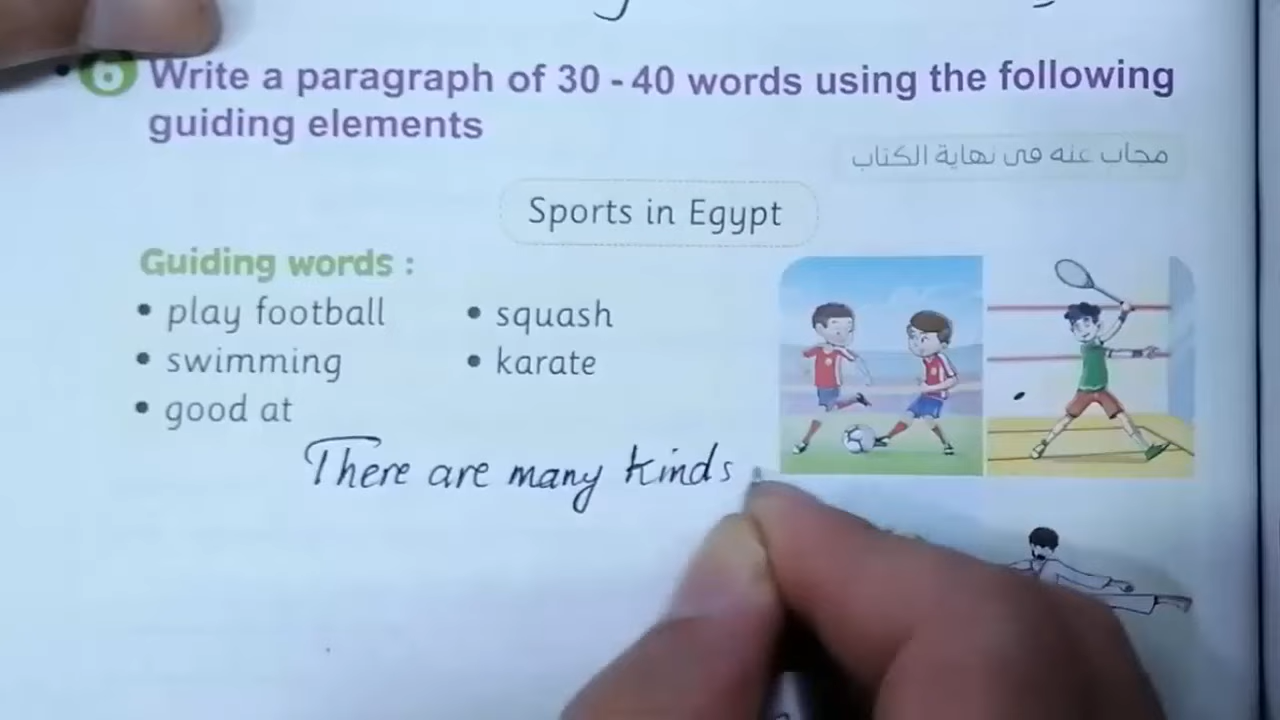 Write a paragraph of 30 - 40 words using the following
guiding elements
مجاب عنه في نهاية الكتاب
Sports in Egypt
Guiding words :
• play football
• squash
• swimming
• karate
• good at
There are many kinds